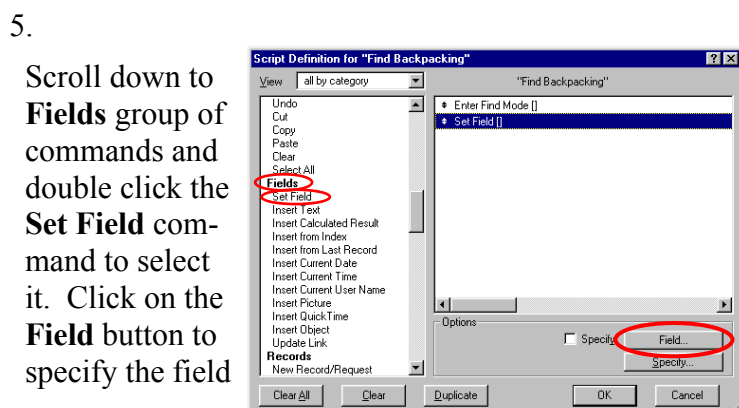 5.
Scroll down to
Fields group of
commands and
double click the
Set Field com-
mand to select
it. Click on the
Field button to
specify the field
Script Definition for "Find Backpacking"
View all by category
"Find Backpacking"
Undo
Cut
Copy
Paste
Clear
Select All
Fields
Set Field
Insert Text
Insert Calculated Result
Insert from Index
Insert from Last Record
Insert Current Date
Insert Current Time
Insert Current User Name
Insert Picture
Insert QuickTime
Insert Object
Update Link
Records
New Record/Request
Enter Find Mode []
Set Field []
Options
Specify Field...
Specify...
Clear All Clear Duplicate OK Cancel